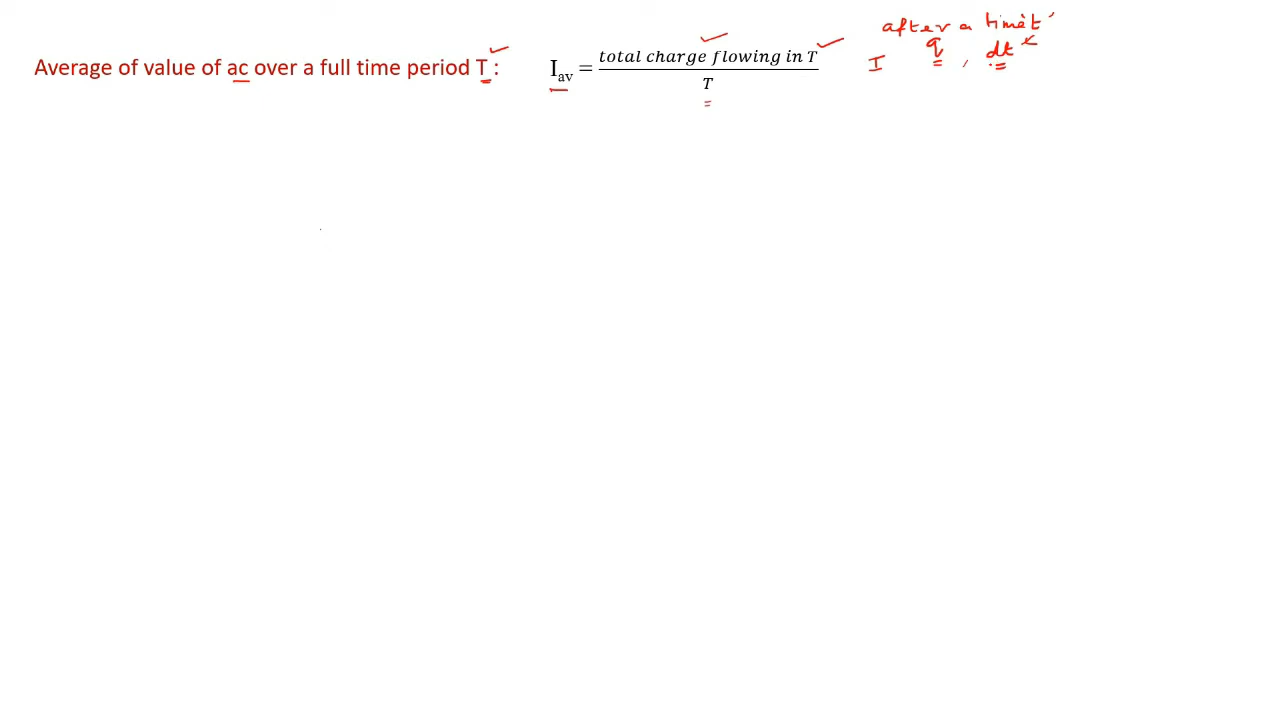 Average of value of ac over a full time period T :
I_av = total charge flowing in T / T
after a time t'
I q , dt